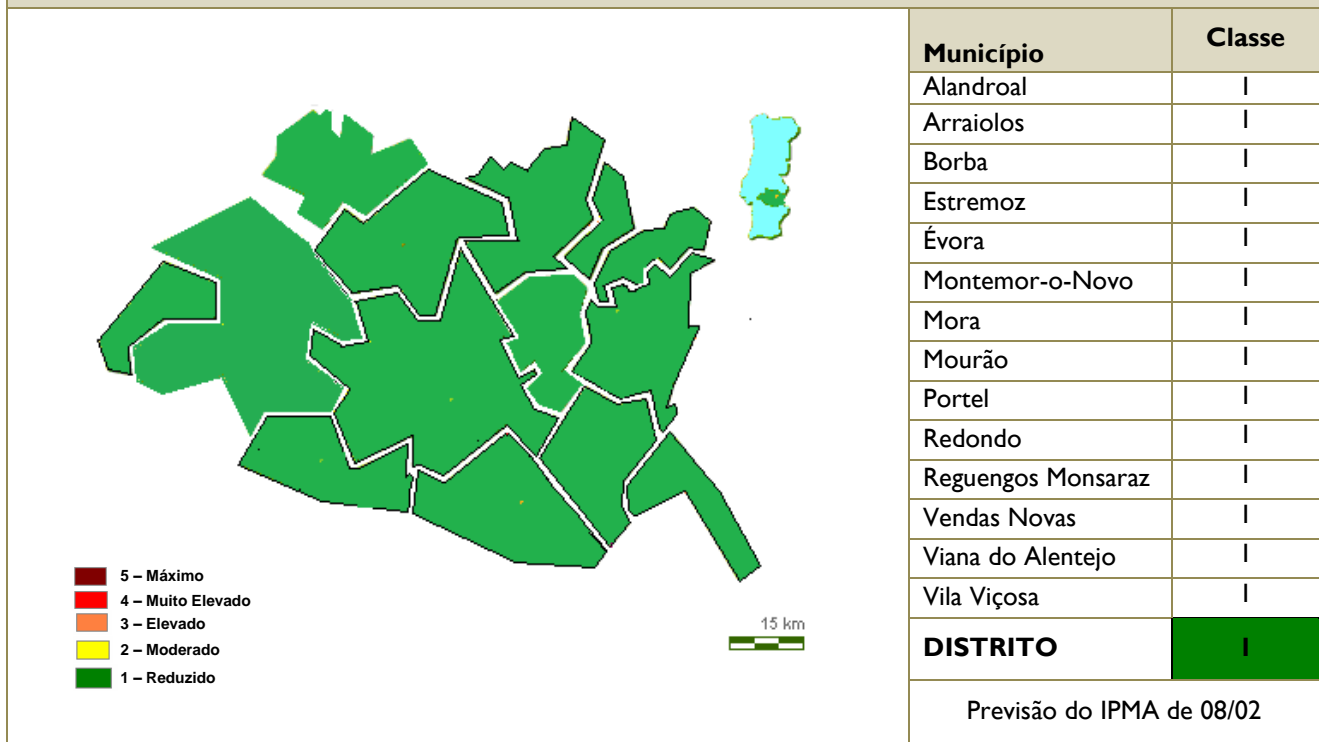 Município Classe
Alandroal 1
Arraiolos 1
Borba 1
Estremoz 1
Évora 1
Montemor-o-Novo 1
Mora 1
Mourão 1
Portel 1
Redondo 1
Reguengos Monsaraz 1
Vendas Novas 1
Viana do Alentejo 1
Vila Viçosa 1
DISTRITO 1
Previsão do IPMA de 08/02
5 – Máximo
4 – Muito Elevado
3 – Elevado
2 – Moderado
1 – Reduzido
15 km